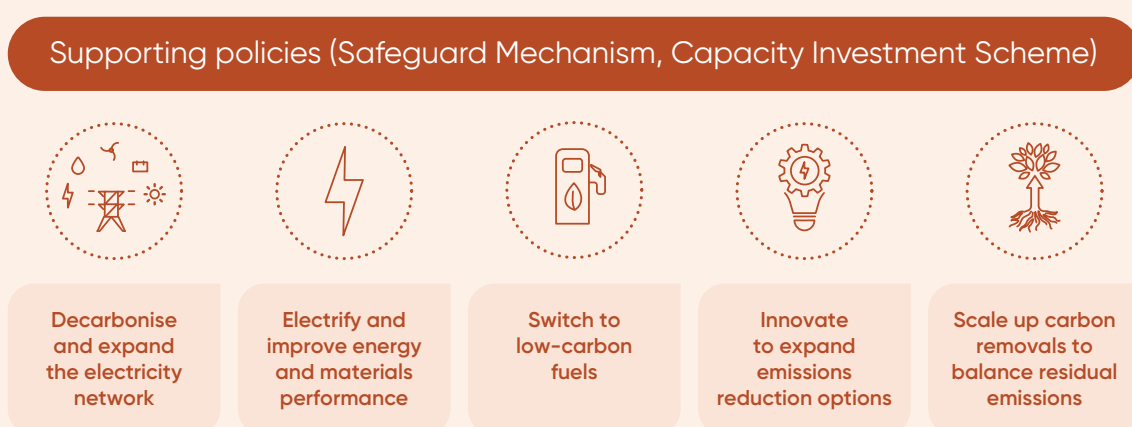 Supporting policies (Safeguard Mechanism, Capacity Investment Scheme)
Decarbonise
and expand
the electricity
network
Electrify and
improve energy
and materials
performance
Switch to
low-carbon
fuels
Innovate
to expand
emissions
reduction options
Scale up carbon
removals to
balance residual
emissions